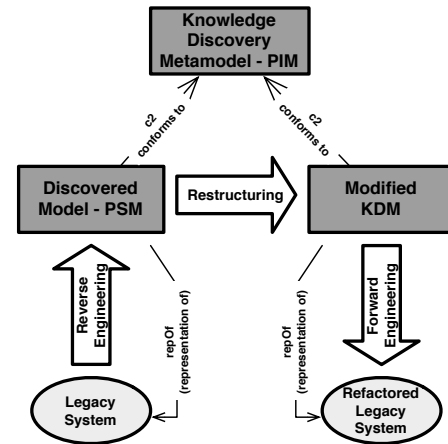 Knowledge
Discovery
Metamodel - PIM
c2
conforms to
c2
conforms to
Discovered
Model - PSM
Restructuring
Modified
KDM
Reverse
Engineering
repOf
(representation of)
repOf
(representation of)
Forward
Engineering
Legacy
System
Refactored
Legacy
System